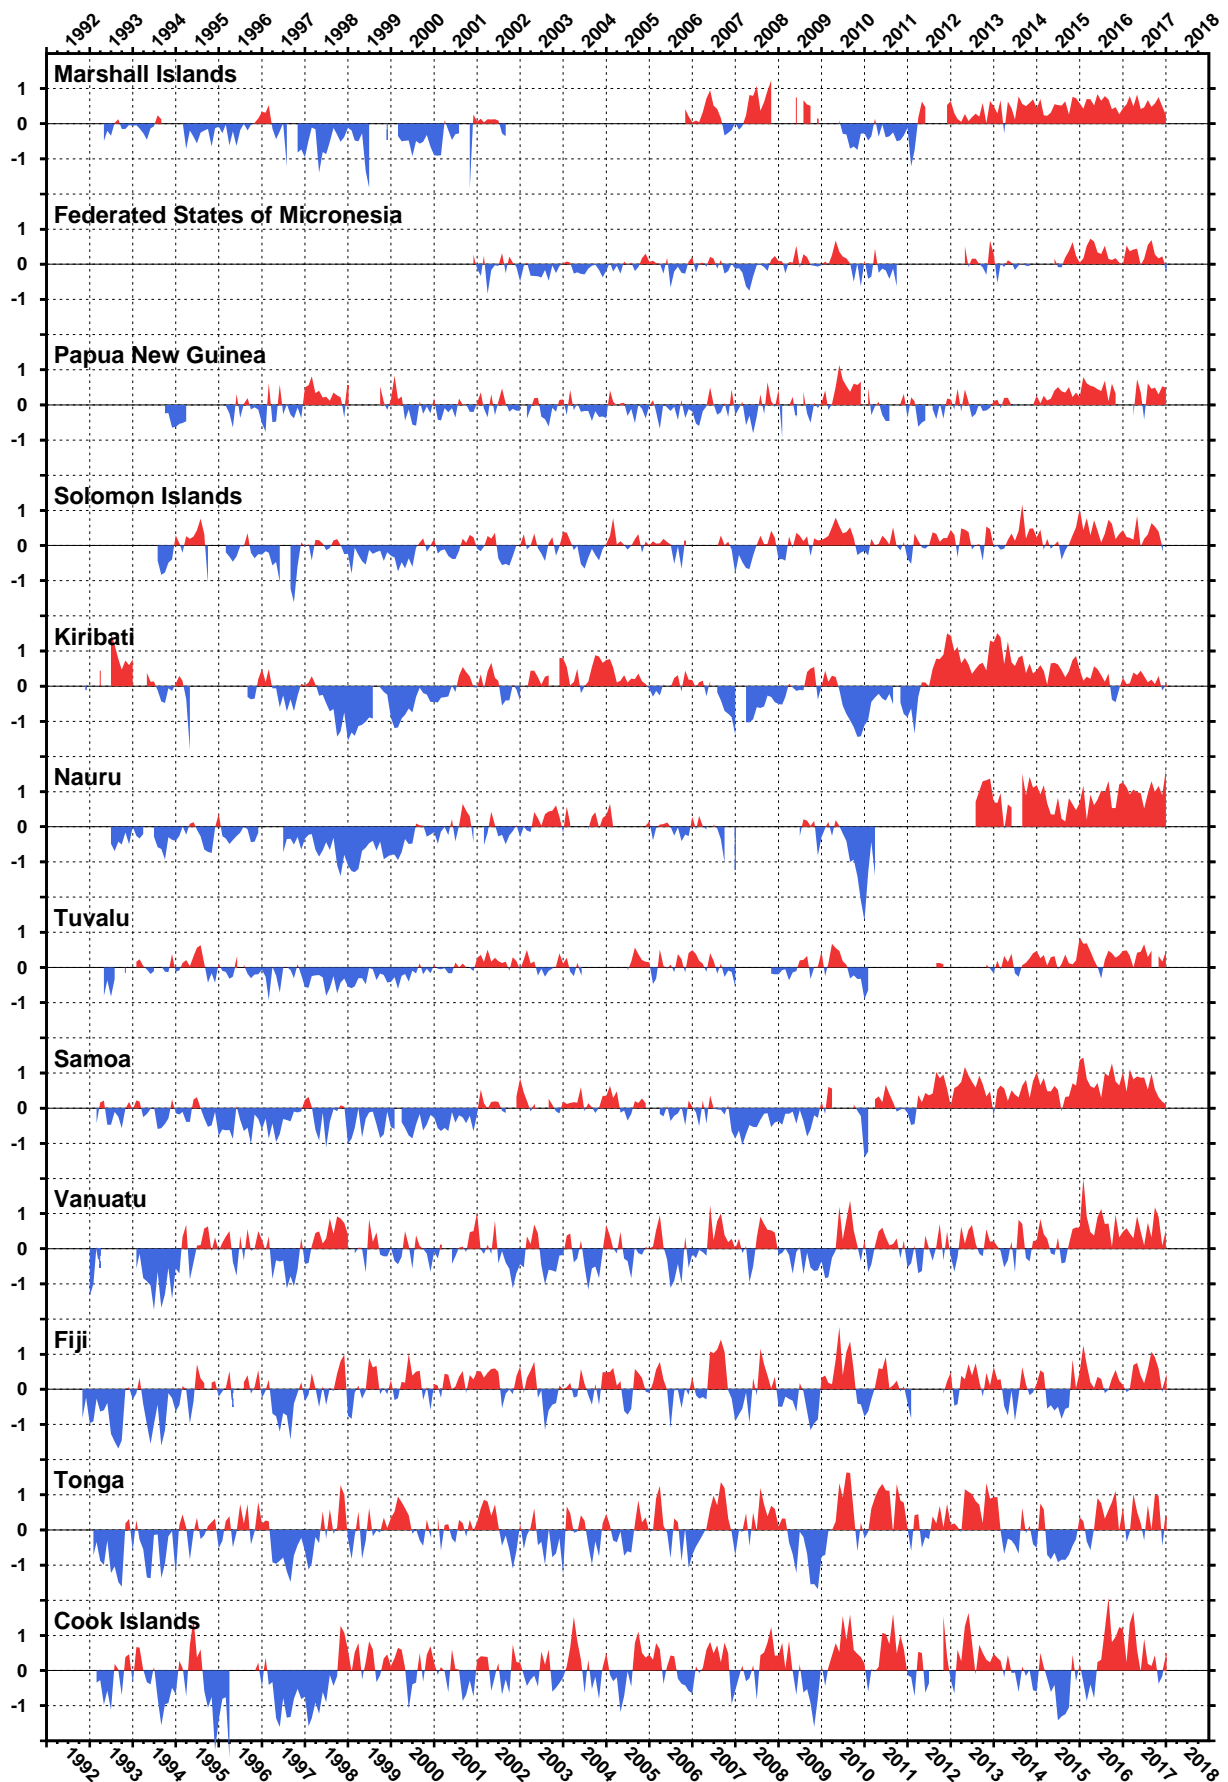 1992 1993 1994 1995 1996 1997 1998 1999 2000 2001 2002 2003 2004 2005 2006 2007 2008 2009 2010 2011 2012 2013 2014 2015 2016 2017 2018
Marshall Islands
1
0
-1
Federated States of Micronesia
1
0
-1
Papua New Guinea
1
0
-1
Solomon Islands
1
0
-1
Kiribati
1
0
-1
Nauru
1
0
-1
Tuvalu
1
0
-1
Samoa
1
0
-1
Vanuatu
1
0
-1
Fiji
1
0
-1
Tonga
1
0
-1
Cook Islands
1
0
-1
1992 1993 1994 1995 1996 1997 1998 1999 2000 2001 2002 2003 2004 2005 2006 2007 2008 2009 2010 2011 2012 2013 2014 2015 2016 2017 2018